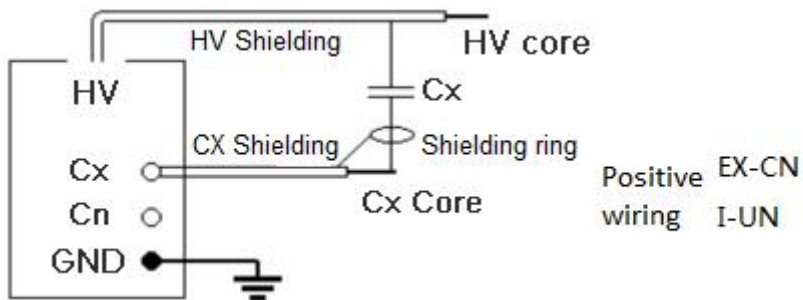 HV Shielding
HV core
HV
Cx
CX Shielding
Shielding ring
Cx
Cx Core
Cn
GND
Positive wiring
EX-CN
I-UN